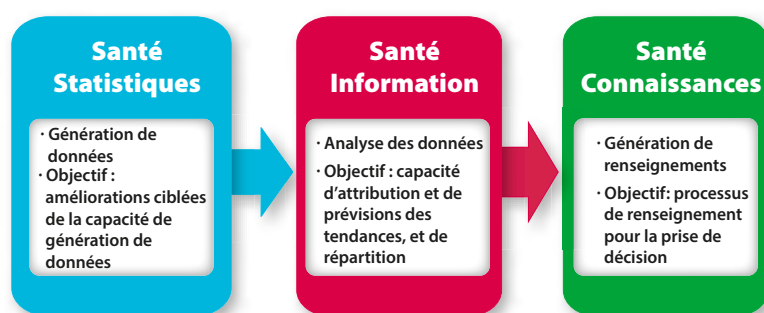 Santé
Statistiques
· Génération de
données
· Objectif :
améliorations ciblées
de la capacité de
génération de
données
Santé
Information
· Analyse des données
· Objectif : capacité
d’attribution et de
prévisions des
tendances, et de
répartition
Santé
Connaissances
· Génération de
renseignements
· Objectif: processus
de renseignement
pour la prise de
décision